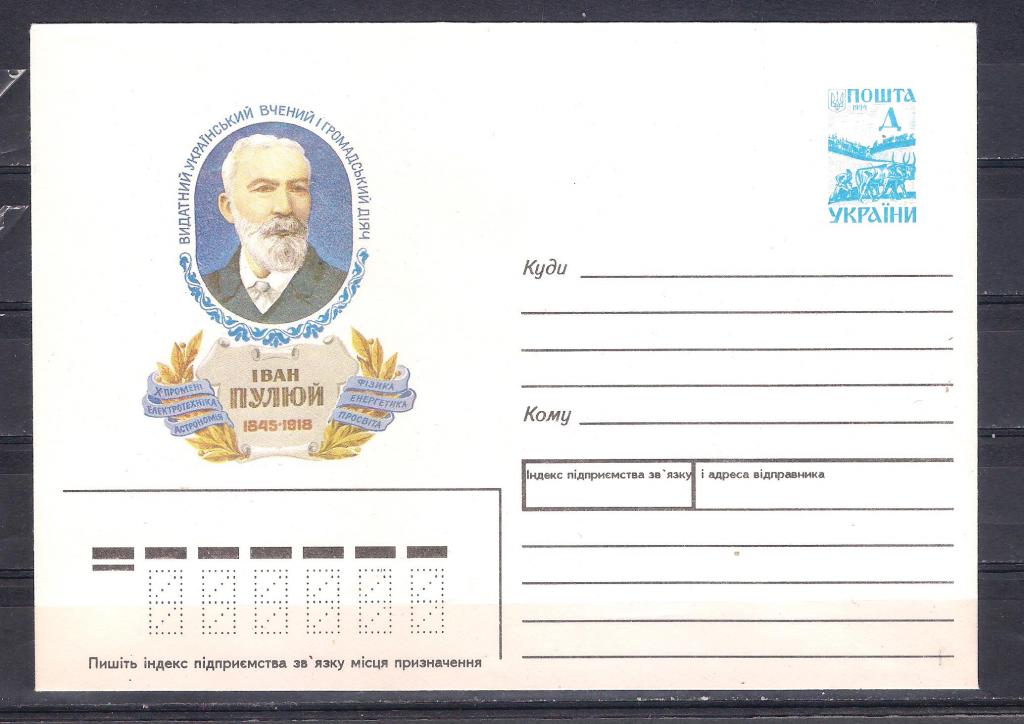 ВИДАТНИЙ УКРАЇНСЬКИЙ ВЧЕНИЙ І ГРОМАДСЬКИЙ ДІЯЧ
ІВАН
ПУЛЮЙ
1845-1918
Х-ПРОМЕНІ
ЕЛЕКТРОТЕХНІКА
АСТРОНОМІЯ
ФІЗИКА
ЕНЕРГЕТИКА
ПРОСВІТА
ПОШТА
1994
Д
УКРАЇНИ
Куди
Кому
Індекс підприємства зв`язку
і адреса відправника
Пишіть індекс підприємства зв`язку місця призначення